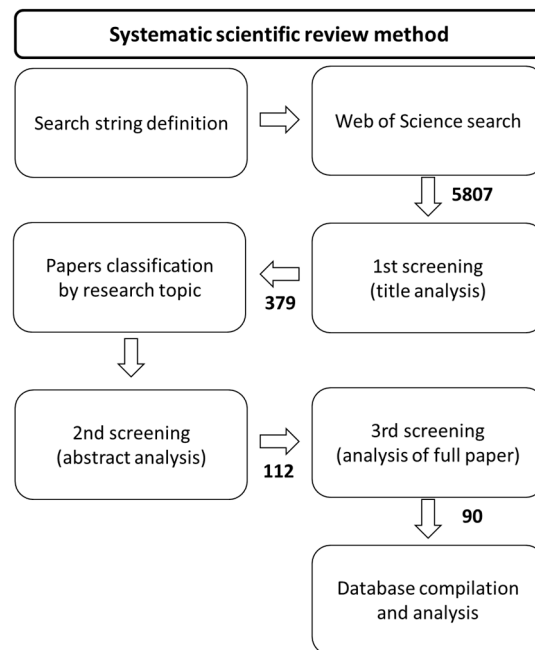 Systematic scientific review method
Search string definition
Web of Science search
5807
1st screening
(title analysis)
379
Papers classification
by research topic
2nd screening
(abstract analysis)
112
3rd screening
(analysis of full paper)
90
Database compilation
and analysis